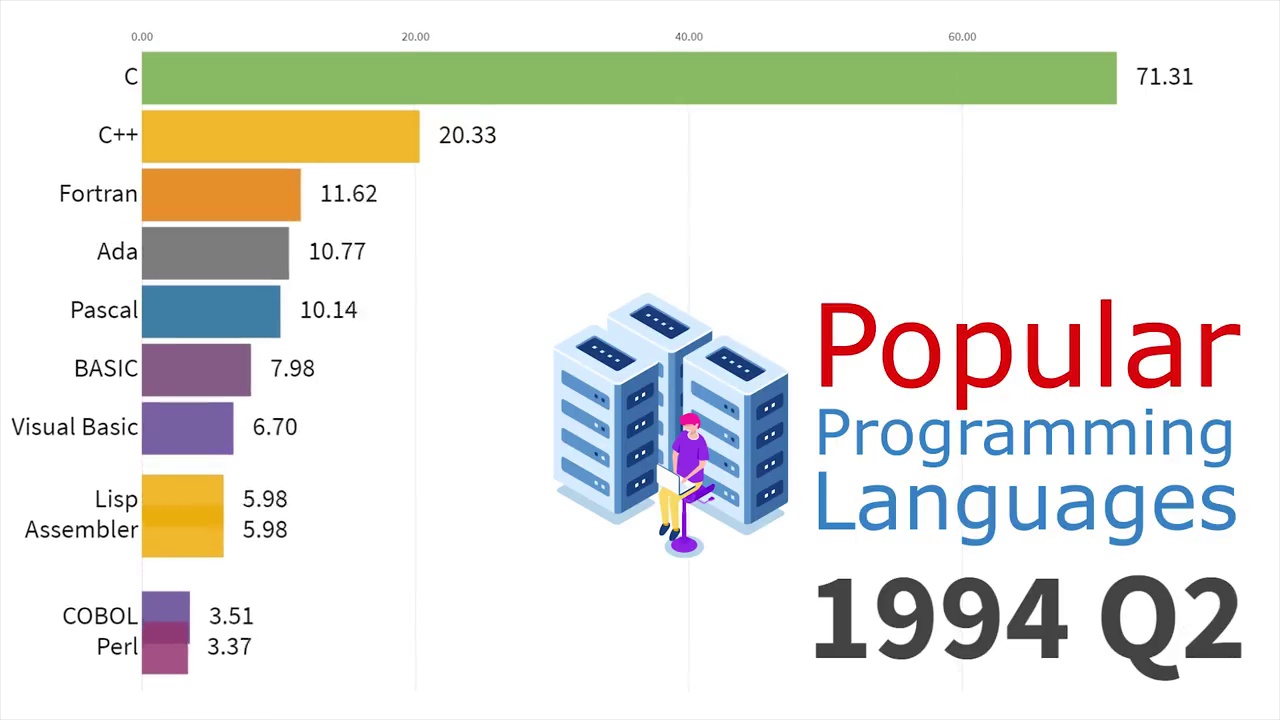 0.00 20.00 40.00 60.00
C 71.31
C++ 20.33
Fortran 11.62
Ada 10.77
Pascal 10.14
BASIC 7.98
Visual Basic 6.70
Lisp 5.98
Assembler 5.98
COBOL 3.51
Perl 3.37
Popular
Programming
Languages
1994 Q2